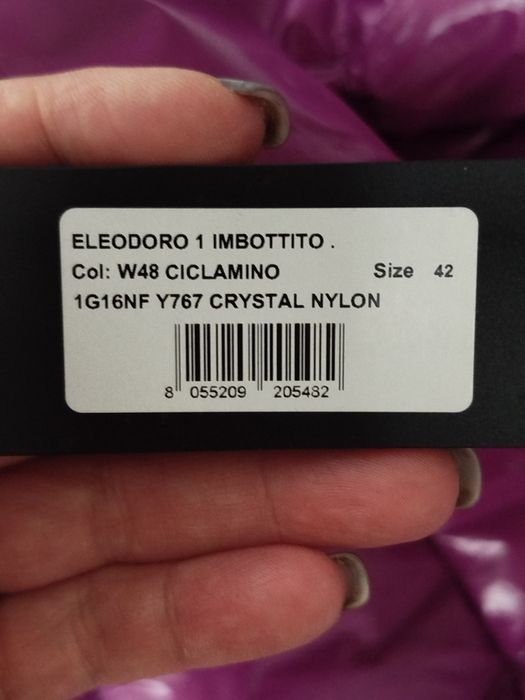 ELEODORO 1 IMBOTTITO .
Col: W48 CICLAMINO Size 42
1G16NF Y767 CRYSTAL NYLON
8 055209 205482